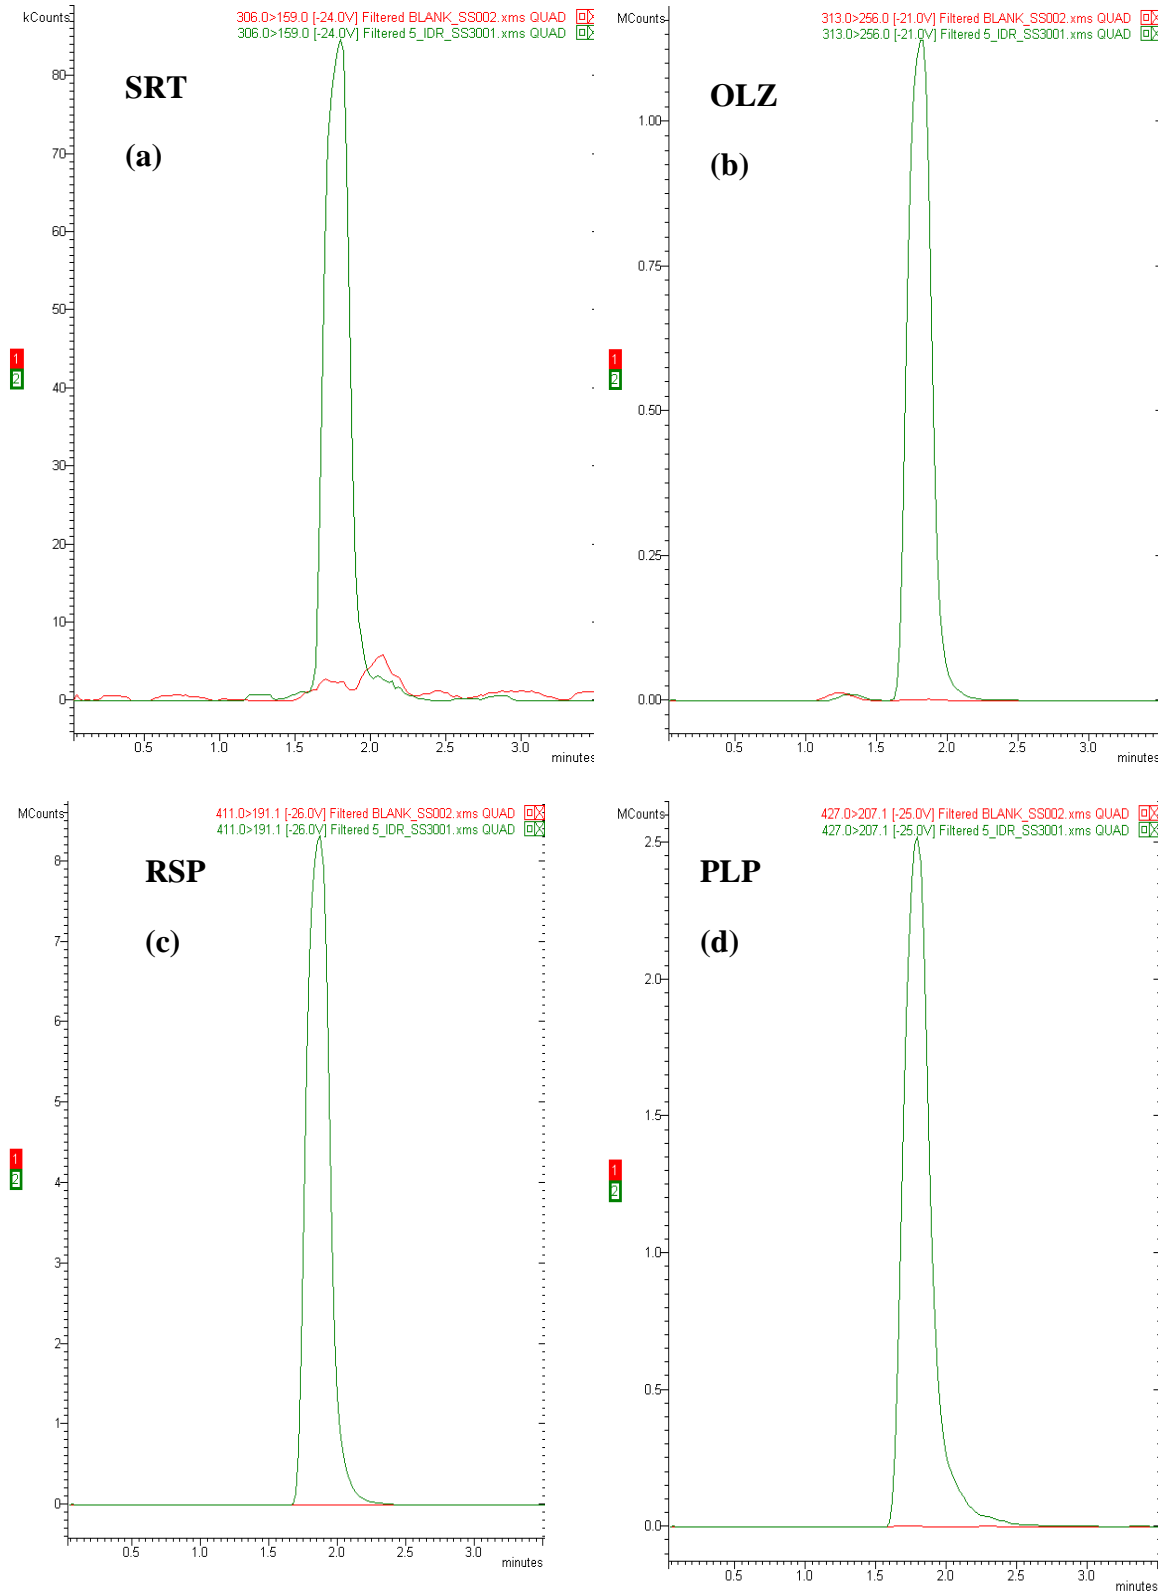 kCounts
306.0>159.0 [-24.0V] Filtered BLANK_SS002.xms QUAD
306.0>159.0 [-24.0V] Filtered 5_IDR_SS3001.xms QUAD
SRT
(a)
80
70
60
50
40
30
20
10
0
1
2
0.5 1.0 1.5 2.0 2.5 3.0
minutes
MCounts
313.0>256.0 [-21.0V] Filtered BLANK_SS002.xms QUAD
313.0>256.0 [-21.0V] Filtered 5_IDR_SS3001.xms QUAD
OLZ
(b)
1.00
0.75
0.50
0.25
0.00
1
2
0.5 1.0 1.5 2.0 2.5 3.0
minutes
MCounts
411.0>191.1 [-26.0V] Filtered BLANK_SS002.xms QUAD
411.0>191.1 [-26.0V] Filtered 5_IDR_SS3001.xms QUAD
RSP
(c)
8
7
6
5
4
3
2
1
0
1
2
0.5 1.0 1.5 2.0 2.5 3.0
minutes
MCounts
427.0>207.1 [-25.0V] Filtered BLANK_SS002.xms QUAD
427.0>207.1 [-25.0V] Filtered 5_IDR_SS3001.xms QUAD
PLP
(d)
2.5
2.0
1.5
1.0
0.5
0.0
1
2
0.5 1.0 1.5 2.0 2.5 3.0
minutes